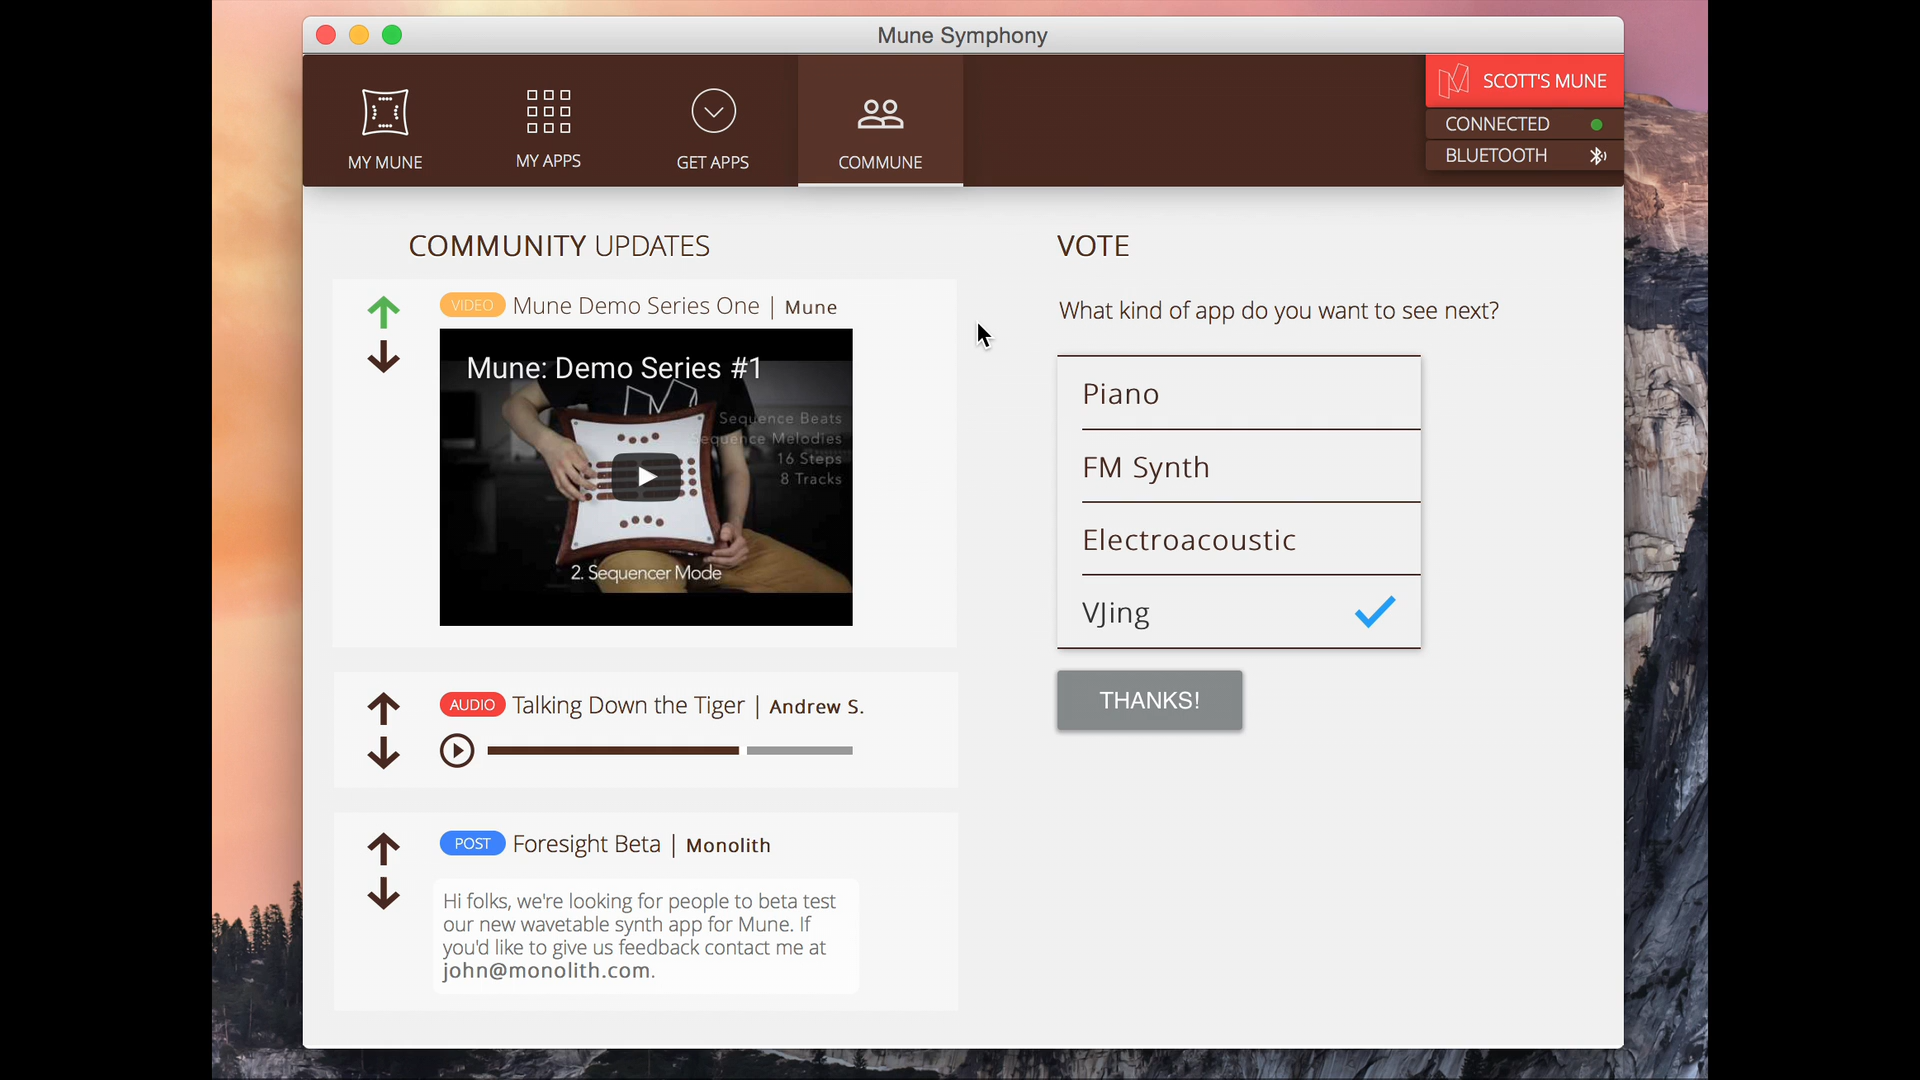 Mune Symphony
MY MUNE
MY APPS
GET APPS
COMMUNE
SCOTT'S MUNE
CONNECTED
BLUETOOTH
COMMUNITY UPDATES
VIDEO Mune Demo Series One | Mune
Mune: Demo Series #1
Sequence Beats
Sequence Melodies
16 Steps
8 Tracks
2. Sequencer Mode
AUDIO Talking Down the Tiger | Andrew S.
POST Foresight Beta | Monolith
Hi folks, we're looking for people to beta test
our new wavetable synth app for Mune. If
you'd like to give us feedback contact me at
john@monolith.com.
VOTE
What kind of app do you want to see next?
Piano
FM Synth
Electroacoustic
VJing
THANKS!